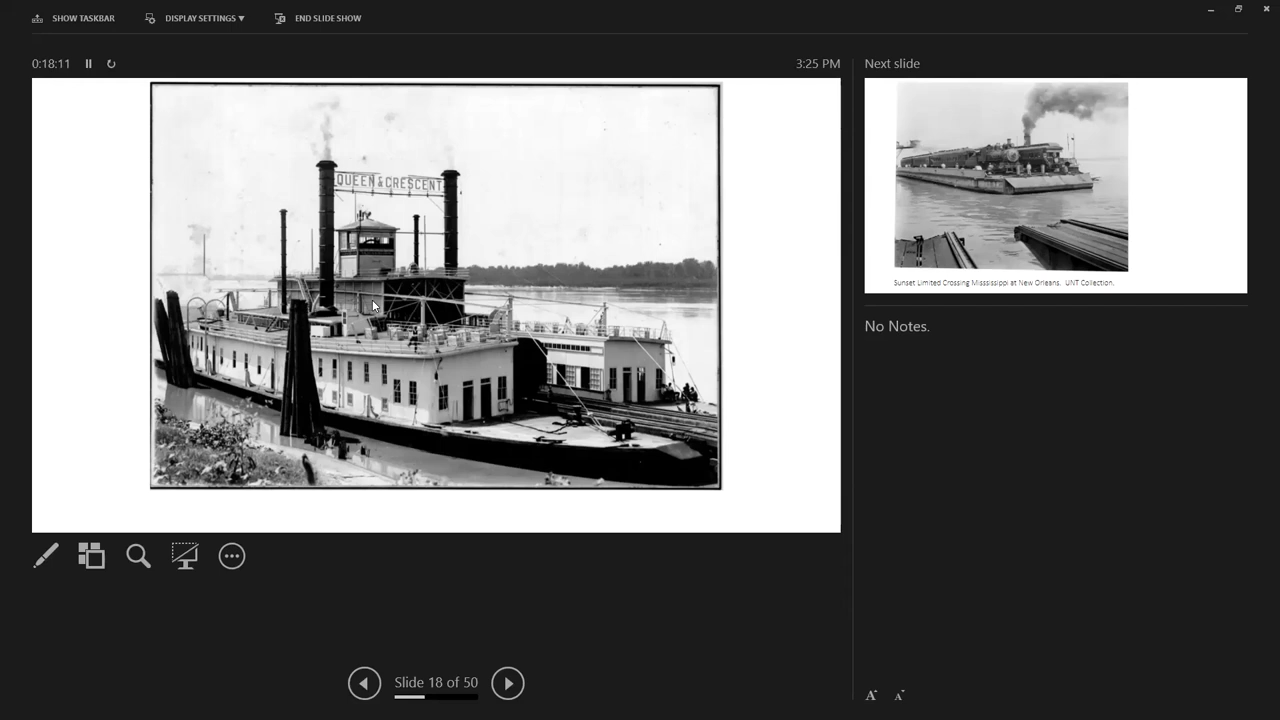 SHOW TASKBAR
DISPLAY SETTINGS ▼
END SLIDE SHOW
0:18:11
3:25 PM
QUEEN & CRESCENT
Next slide
Sunset Limited Crossing Misssissippi at New Orleans. UNT Collection.
No Notes.
Slide 18 of 50
A
A